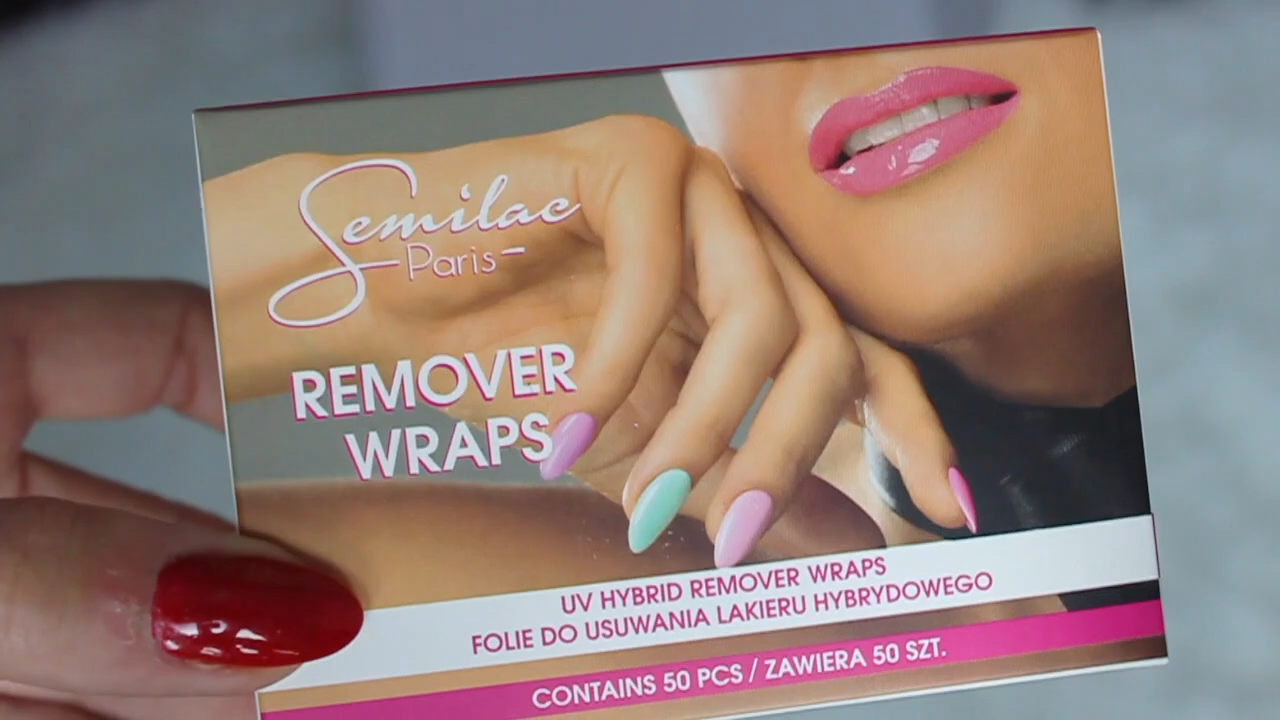 Semilac
Paris
REMOVER
WRAPS
UV HYBRID REMOVER WRAPS
FOLIE DO USUWANIA LAKIERU HYBRYDOWEGO
CONTAINS 50 PCS / ZAWIERA 50 SZT.